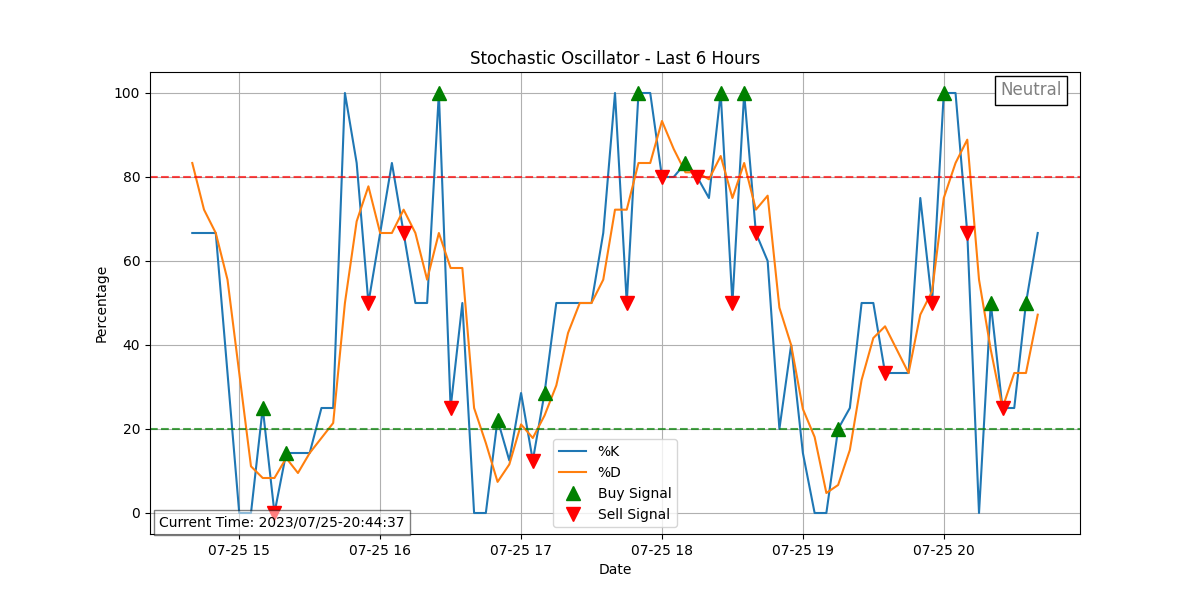 Stochastic Oscillator - Last 6 Hours
Neutral
100
80
60
40
20
0
Percentage
%K
%D
Buy Signal
Sell Signal
Current Time: 2023/07/25-20:44:37
07-25 15
07-25 16
07-25 17
07-25 18
07-25 19
07-25 20
Date